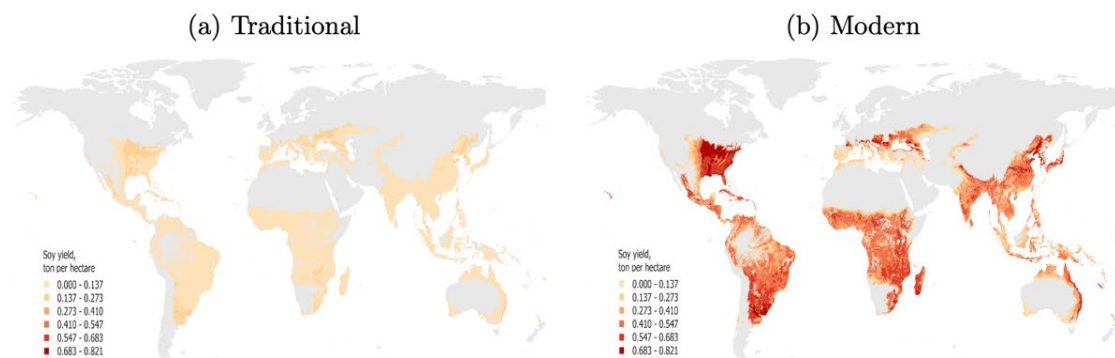 (a) Traditional
(b) Modern
Soy yield,
ton per hectare
0.000 - 0.137
0.137 - 0.273
0.273 - 0.410
0.410 - 0.547
0.547 - 0.683
0.683 - 0.821
Soy yield,
ton per hectare
0.000 - 0.137
0.137 - 0.273
0.273 - 0.410
0.410 - 0.547
0.547 - 0.683
0.683 - 0.821